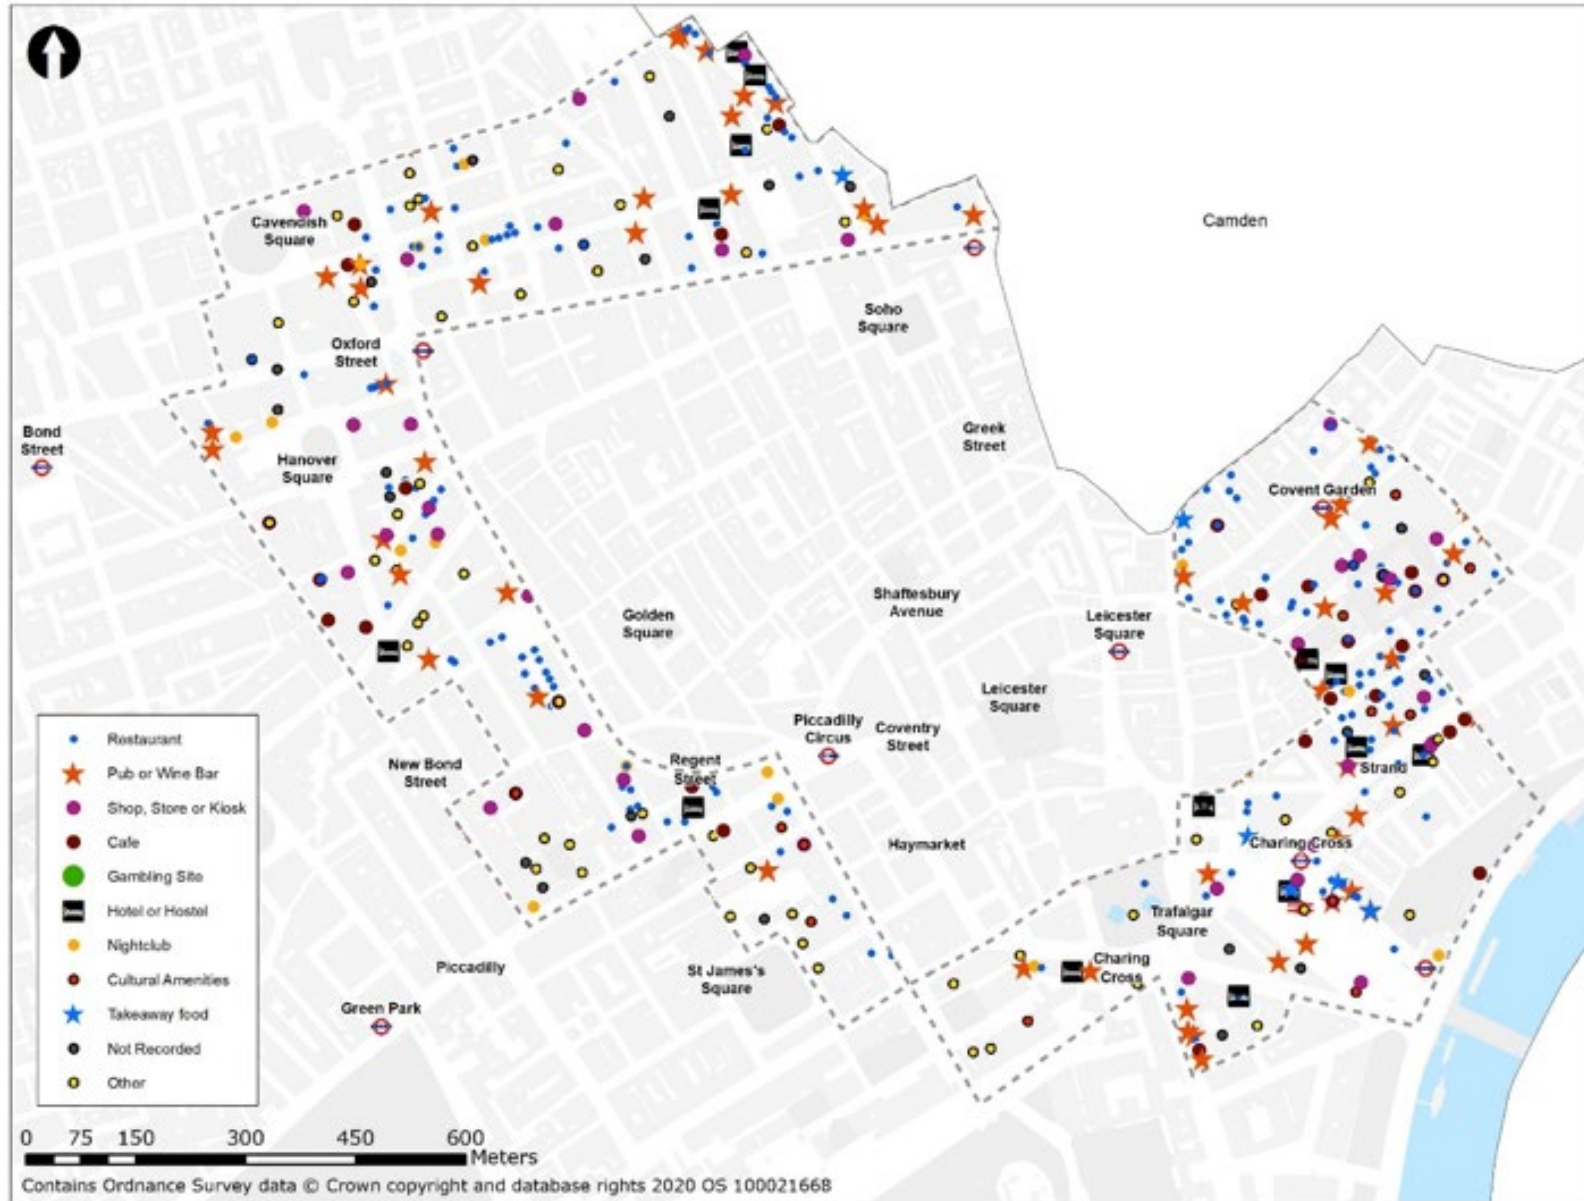 Camden
Cavendish
Square
Soho
Square
Oxford
Street
Bond
Street
Greek
Street
Hanover
Square
Covent Garden
Golden
Square
Shaftesbury
Avenue
Leicester
Square
Leicester
Square
Piccadilly
Circus
Coventry
Street
New Bond
Street
Regent
Street
Strand
Haymarket
Charing Cross
Trafalgar
Square
Piccadilly
St James's
Square
Charing
Cross
Green Park
Restaurant
Pub or Wine Bar
Shop, Store or Kiosk
Cafe
Gambling Site
Hotel or Hostel
Nightclub
Cultural Amenities
Takeaway food
Not Recorded
Other
0 75 150 300 450 600
Meters
Contains Ordnance Survey data © Crown copyright and database rights 2020 OS 100021668